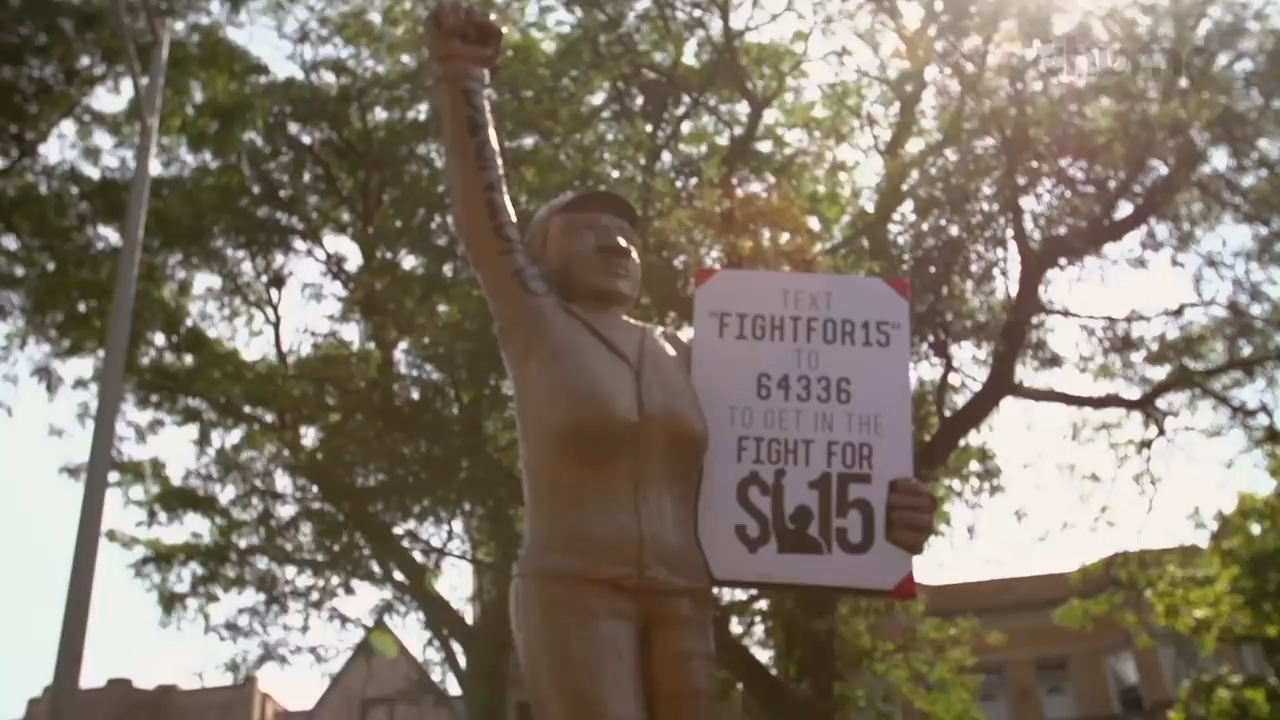 TEXT
"FIGHTFOR15"
TO
64336
TO GET IN THE
FIGHT FOR
$15